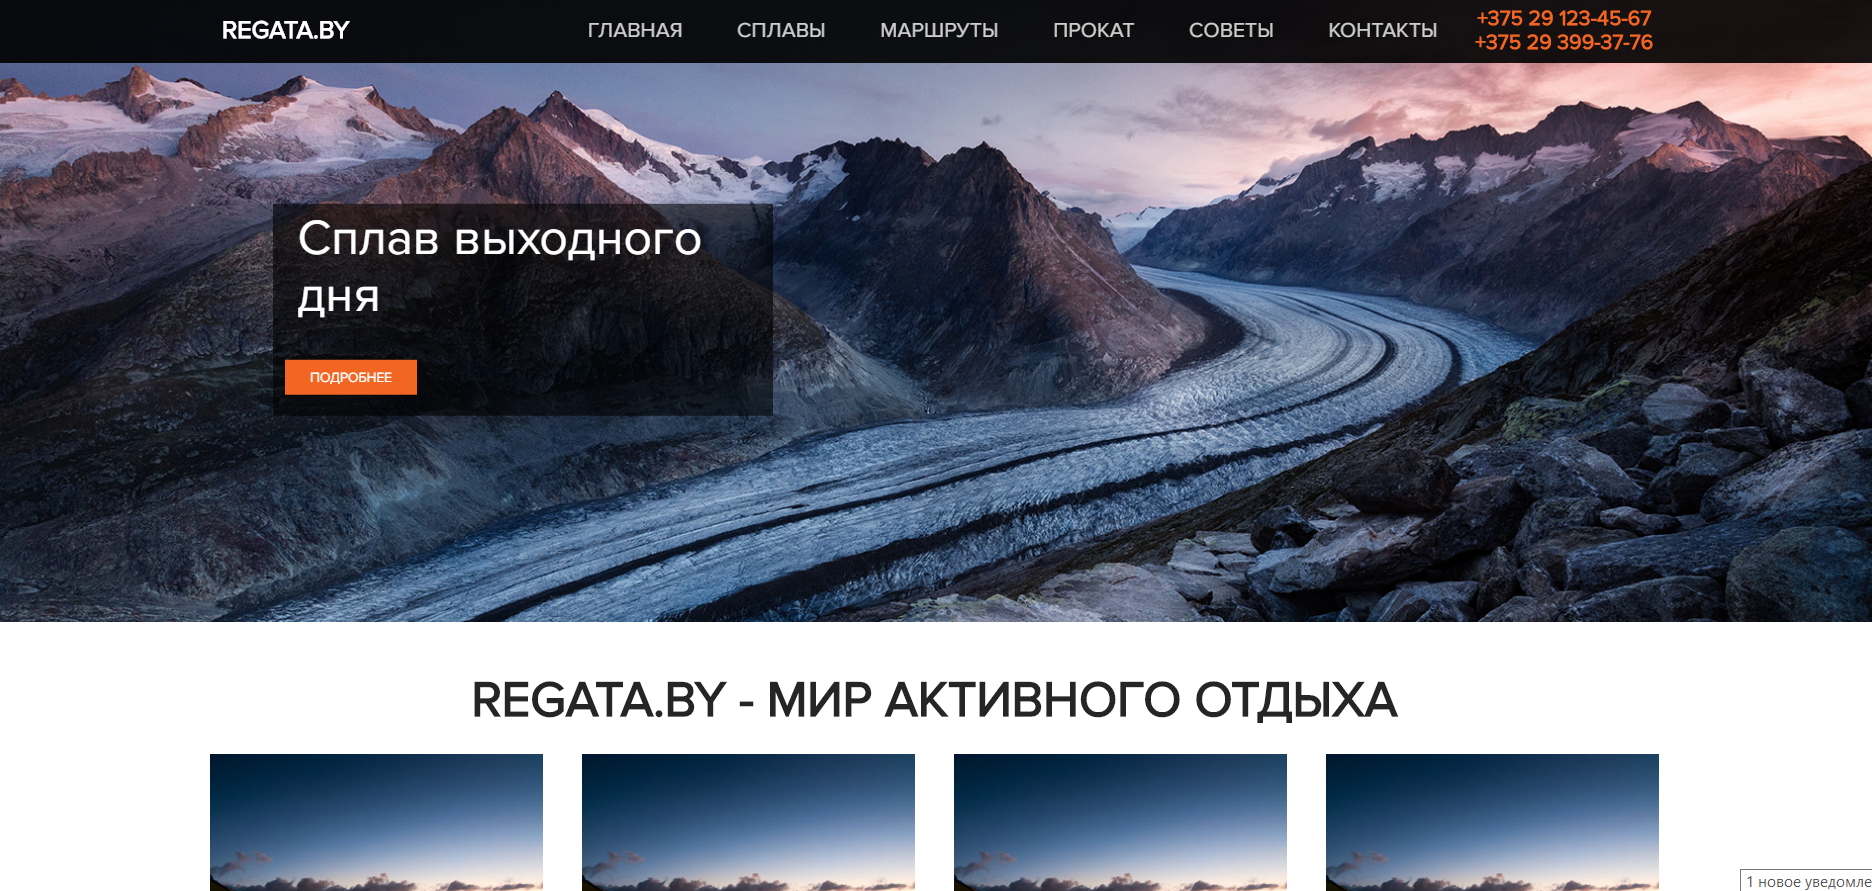 REGATA.BY
ГЛАВНАЯ СПЛАВЫ МАРШРУТЫ ПРОКАТ СОВЕТЫ КОНТАКТЫ
+375 29 123-45-67
+375 29 399-37-76
Сплав выходного
дня
ПОДРОБНЕЕ
REGATA.BY - МИР АКТИВНОГО ОТДЫХА
1 новое